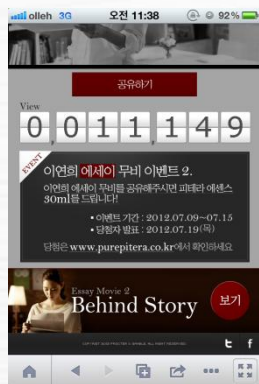 olleh 3G 오전 11:38 92%
공유하기
View
0,011,149
EVENT
이연희 에세이 무비 이벤트 2.
이연희 에세이 무비를 공유해주시면 피테라 에센스
30ml를 드립니다!
• 이벤트 기간 : 2012.07.09~07.15
• 당첨자 발표 : 2012.07.19(목)
당첨은 www.purepitera.co.kr에서 확인하세요
Essay Movie 2
Behind Story
보기